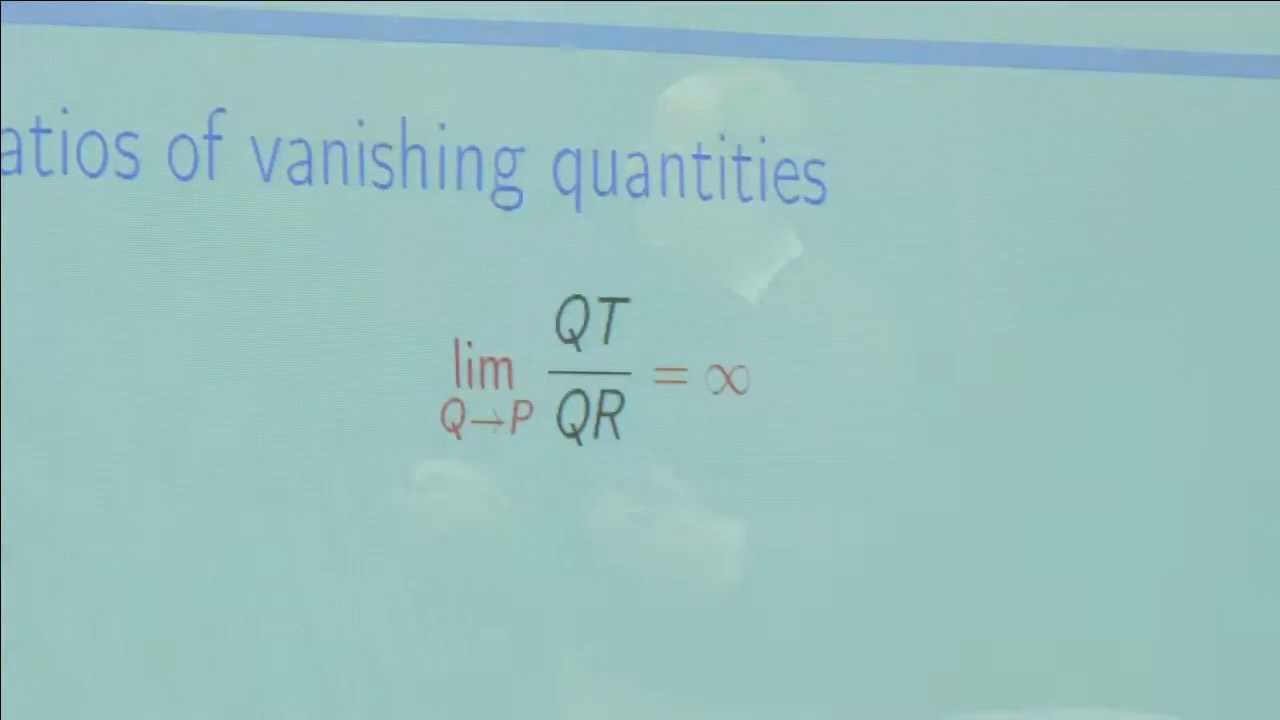 atios of vanishing quantities
lim Q→P QT/QR = ∞